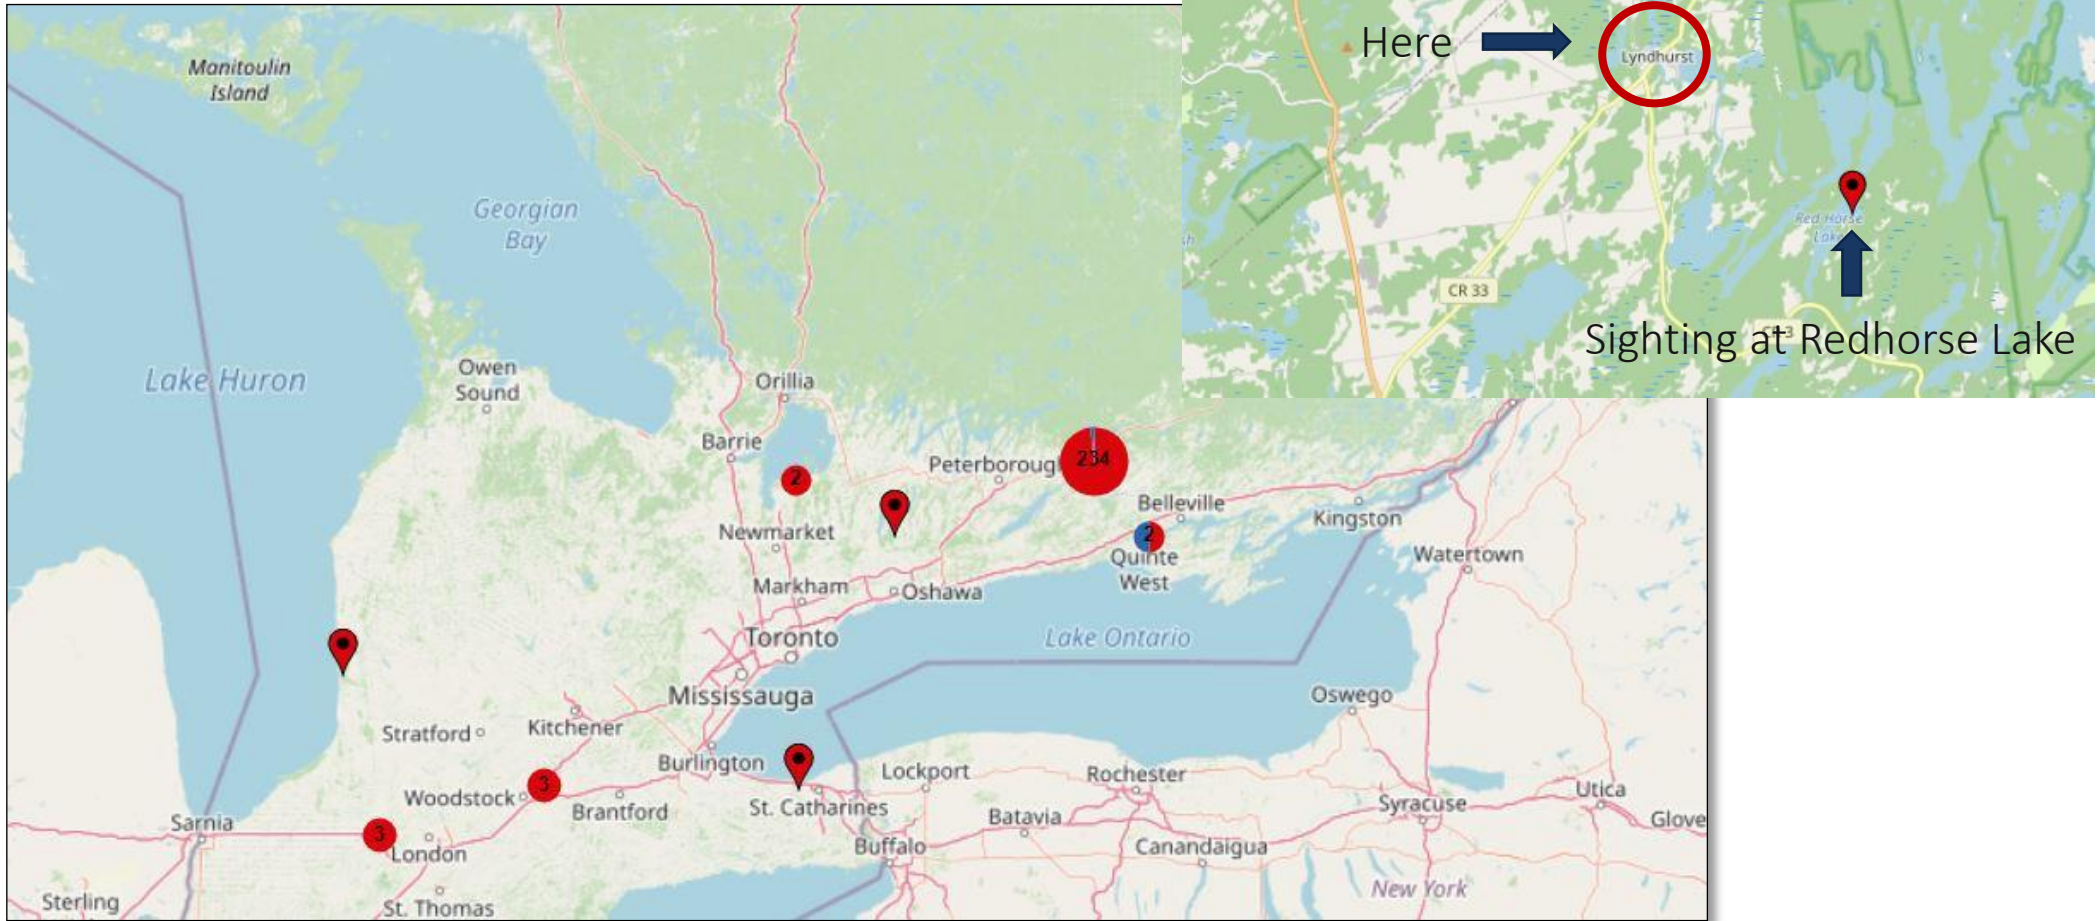 Manitoulin
Island
Georgian
Bay
Lake Huron
Owen
Sound
Orillia
Barrie
2
Peterboroug
234
Newmarket
Belleville
2
Quinte
West
Kingston
Watertown
Markham
Oshawa
Toronto
Lake Ontario
Mississauga
Oswego
Stratford
Kitchener
Burlington
Lockport
Rochester
Woodstock
3
Brantford
St. Catharines
Batavia
Syracuse
Utica
Sarnia
3
London
Buffalo
Canandaigua
Glove
New York
Sterling
St. Thomas
Here
Lyndhurst
Red Horse
Lake
sh
CR 33
Sighting at Redhorse Lake